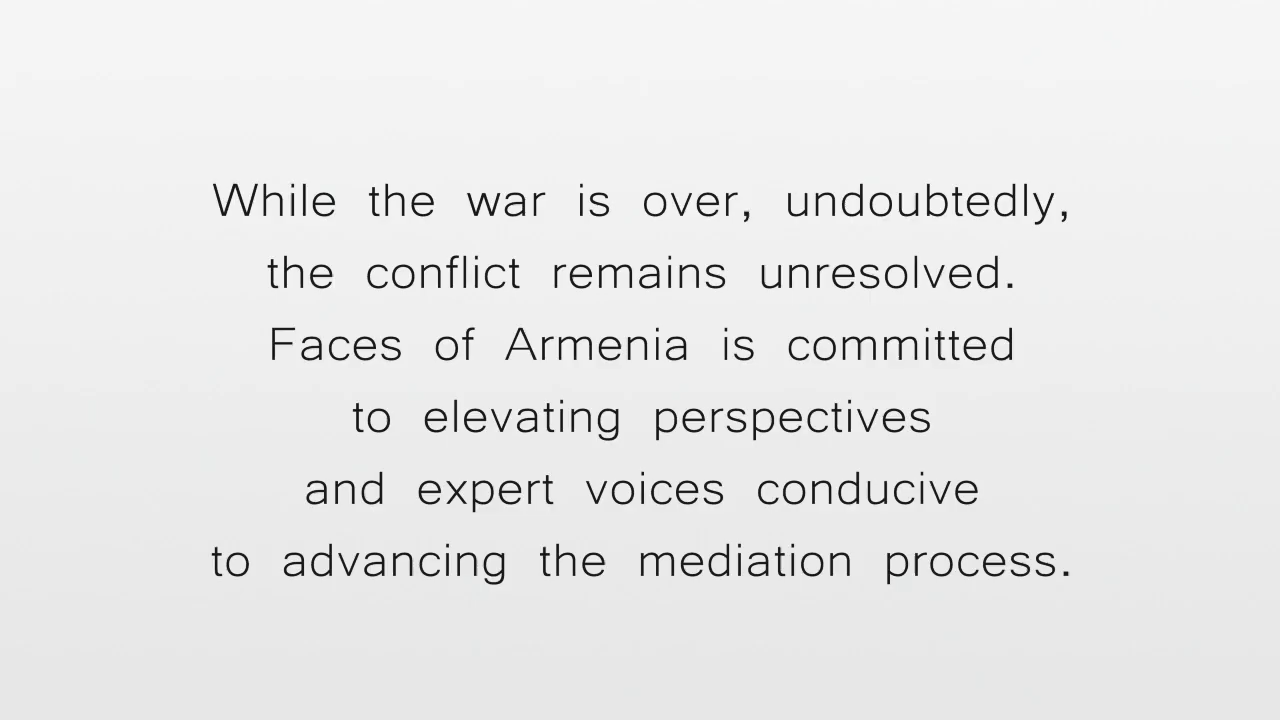 While the war is over, undoubtedly,
the conflict remains unresolved.
Faces of Armenia is committed
to elevating perspectives
and expert voices conducive
to advancing the mediation process.